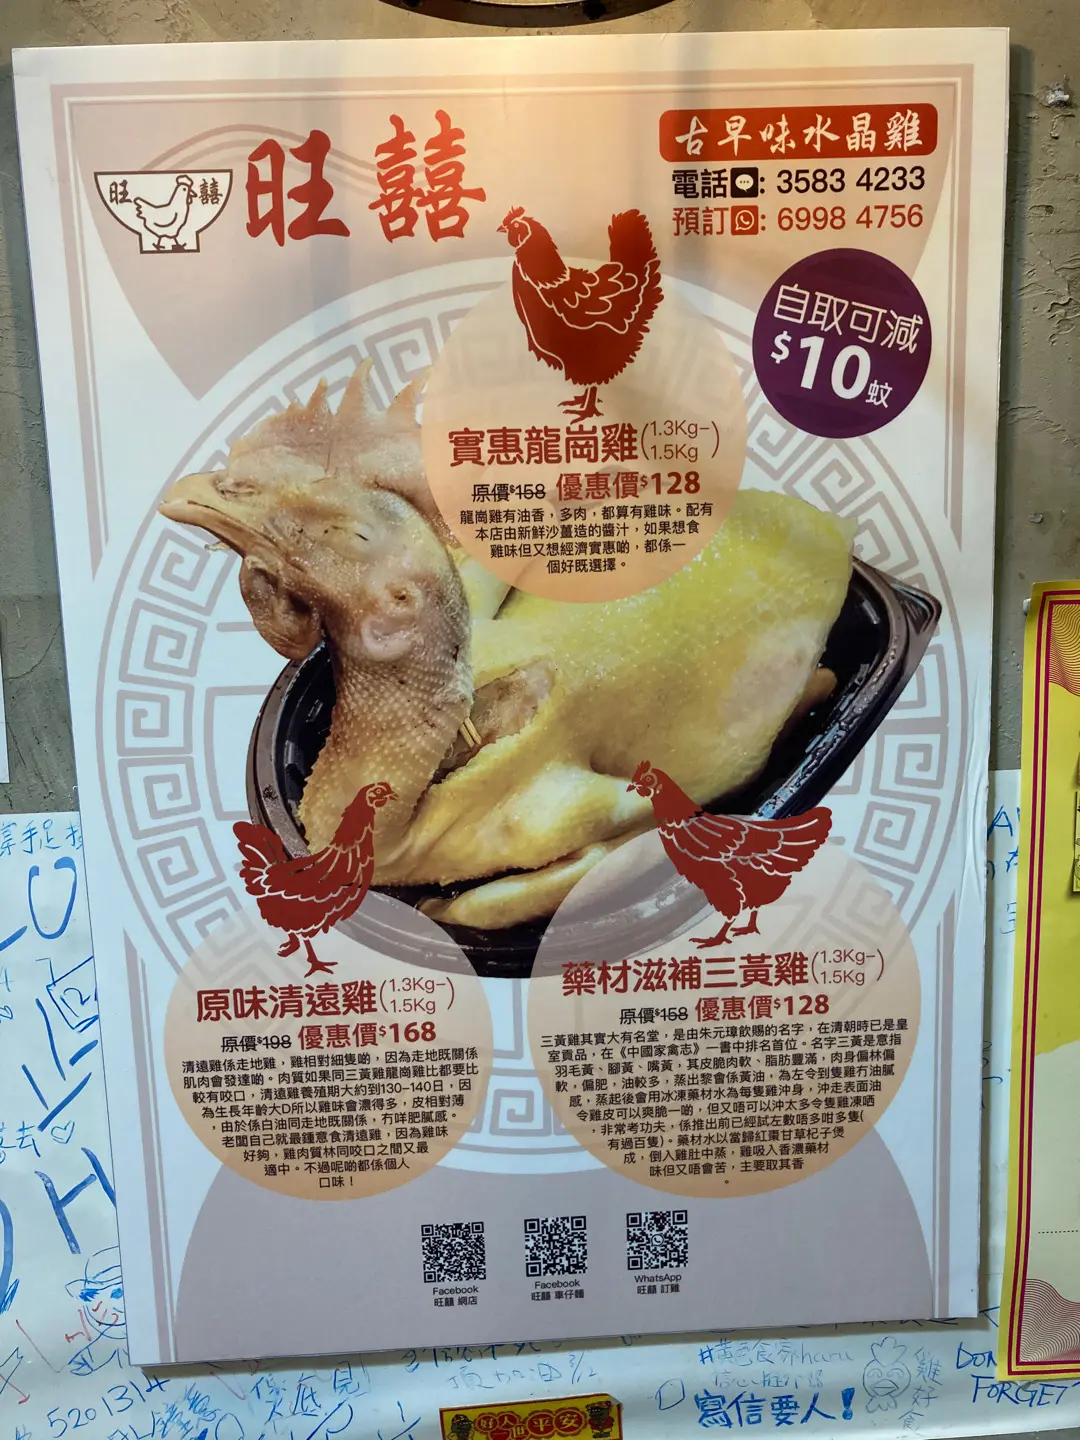 旺囍
旺囍
古早味水晶雞
電話: 3583 4233
預訂: 6998 4756
自取可減
$10蚊
實惠龍崗雞(1.3Kg-1.5Kg)
原價$158 優惠價$128
龍崗雞有油香，多肉，都算有雞味。配有
本店由新鮮沙薑造的醬汁，如果想食
雞味但又想經濟實惠啲，都係一
個好既選擇。
原味清遠雞(1.3Kg-1.5Kg)
原價$198 優惠價$168
清遠雞係走地雞，雞相對細隻啲，因為走地既關係
肌肉會發達啲。肉質如果同三黃雞龍崗雞比都要比
較有咬口，清遠雞養殖期大約到130-140日，因
為生長年齡大D所以雞味會濃得多，皮相對薄
，由於係白油同走地既關係，冇咩肥膩感。
老闆自己就最鍾意食清遠雞，因為雞味
好夠，雞肉質林同咬口之間又最
適中。不過呢啲都係個人
口味！
藥材滋補三黃雞(1.3Kg-1.5Kg)
原價$158 優惠價$128
三黃雞其實大有名堂，是由朱元璋飲賜的名字，在清朝時已是皇
室貢品，在《中國家禽志》一書中排名首位。名字三黃是意指
羽毛黃、腳黃、嘴黃，其皮脆肉軟、脂肪豐滿，肉身偏林偏
軟，偏肥，油較多，蒸出黎會係黃油，為左令到隻雞冇油膩
感，蒸起後會用冰凍藥材水為每隻雞沖身，沖走表面油
令雞皮可以爽脆一啲，但又唔可以沖太多令隻雞凍晒
，非常考功夫，係推出前已經試左數唔多咁多隻(
有過百隻)。藥材水以當歸紅棗甘草杞子煲
成，倒入雞肚中蒸，雞吸入香濃藥材
味但又唔會苦，主要取其香
。
Facebook
旺囍 網店
Facebook
旺囍 車仔麵
WhatsApp
旺囍 訂雞
5201314
寫信要人！
雞好食
DON
FORGET
好人一世平安